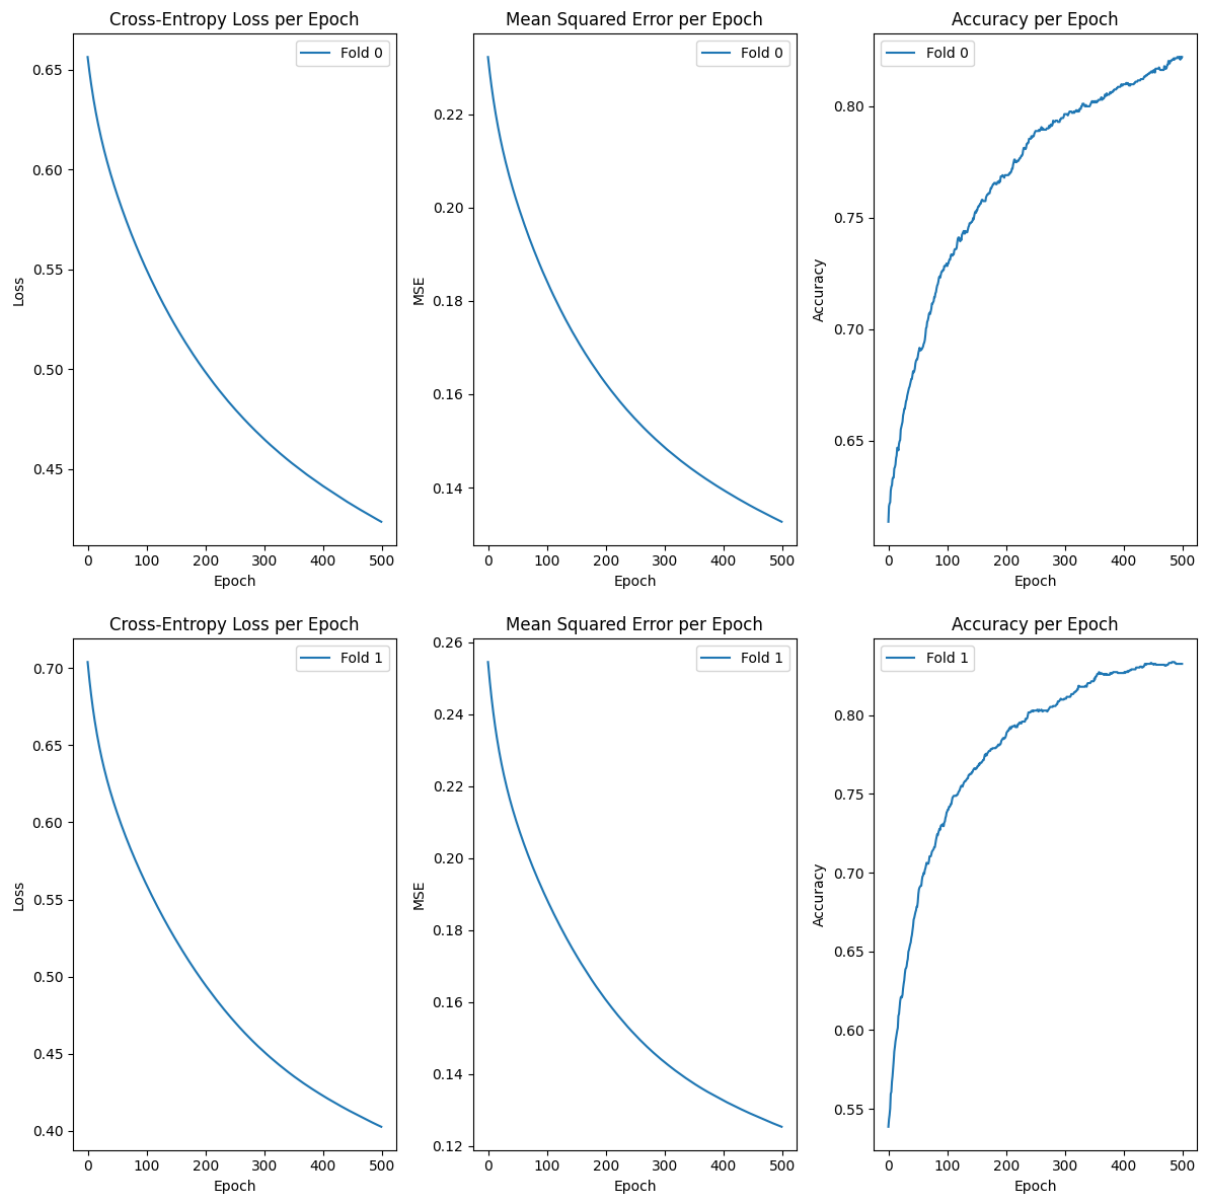 Cross-Entropy Loss per Epoch
Fold 0
0.65
0.60
0.55
0.50
0.45
Loss
0 100 200 300 400 500
Epoch
Mean Squared Error per Epoch
Fold 0
0.22
0.20
0.18
0.16
0.14
MSE
0 100 200 300 400 500
Epoch
Accuracy per Epoch
Fold 0
0.80
0.75
0.70
0.65
Accuracy
0 100 200 300 400 500
Epoch
Cross-Entropy Loss per Epoch
Fold 1
0.70
0.65
0.60
0.55
0.50
0.45
0.40
Loss
0 100 200 300 400 500
Epoch
Mean Squared Error per Epoch
Fold 1
0.26
0.24
0.22
0.20
0.18
0.16
0.14
0.12
MSE
0 100 200 300 400 500
Epoch
Accuracy per Epoch
Fold 1
0.80
0.75
0.70
0.65
0.60
0.55
Accuracy
0 100 200 300 400 500
Epoch